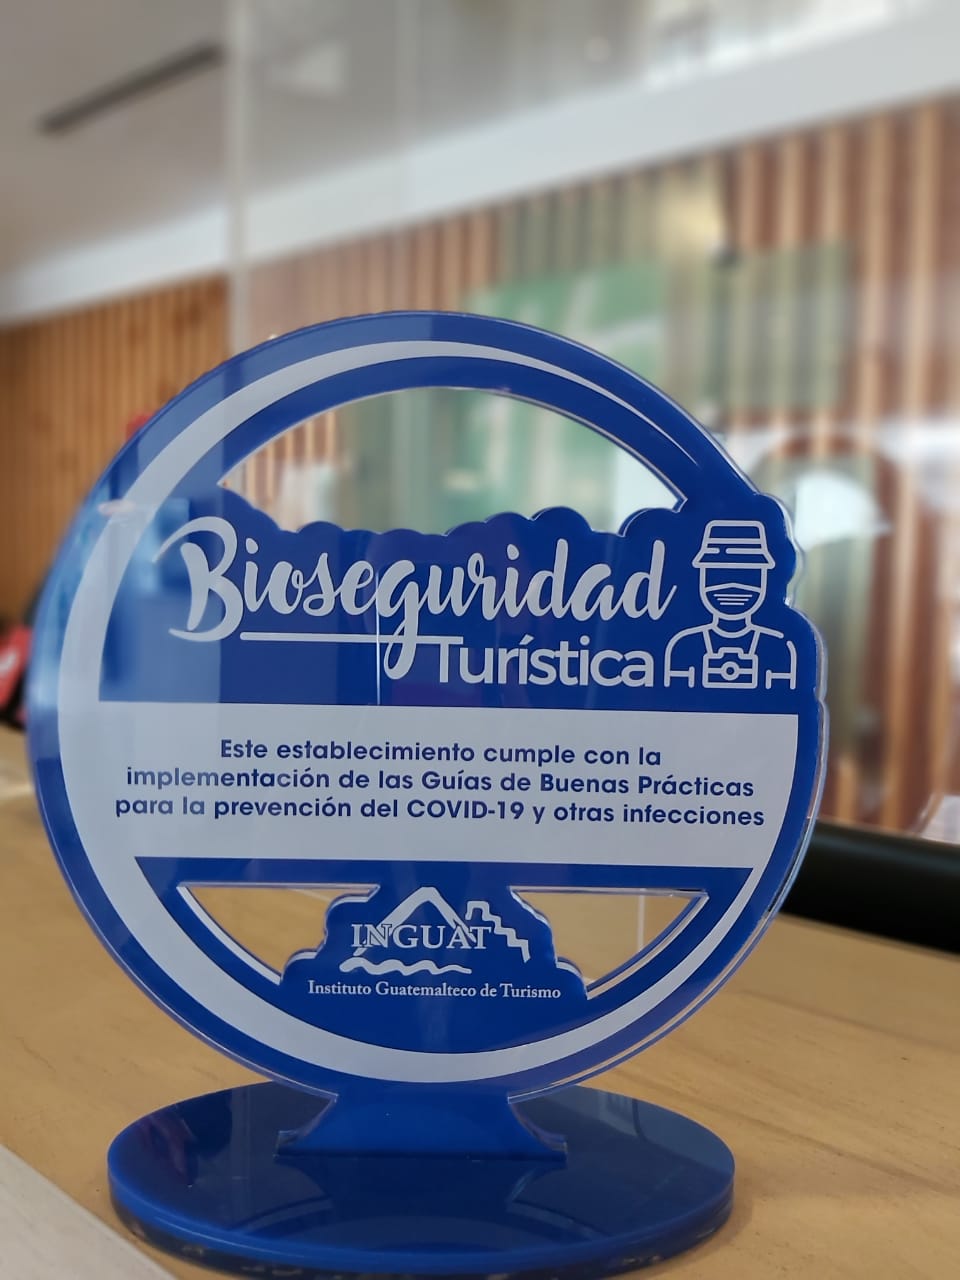 Bioseguridad
Turística
Este establecimiento cumple con la
implementación de las Guías de Buenas Prácticas
para la prevención del COVID-19 y otras infecciones
INGUAT
Instituto Guatemalteco de Turismo